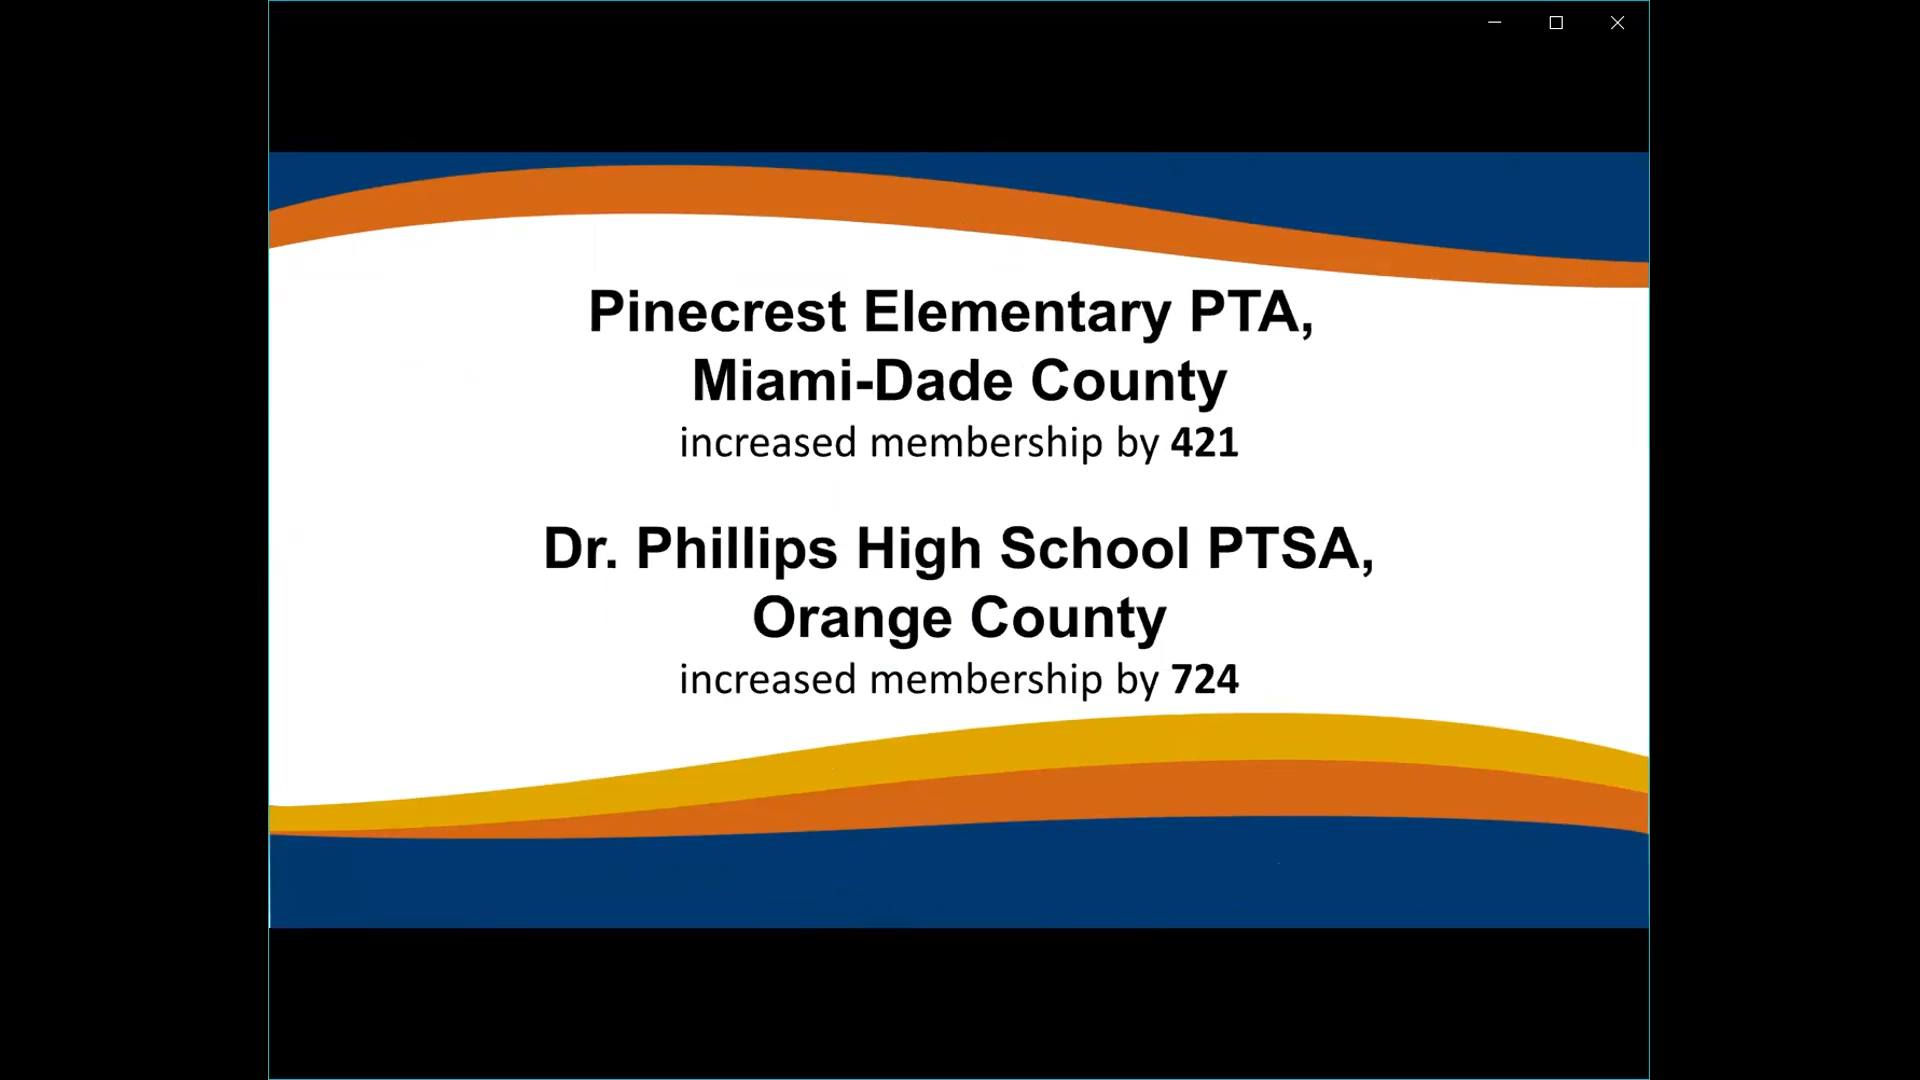 Pinecrest Elementary PTA,
Miami-Dade County
increased membership by 421
Dr. Phillips High School PTSA,
Orange County
increased membership by 724